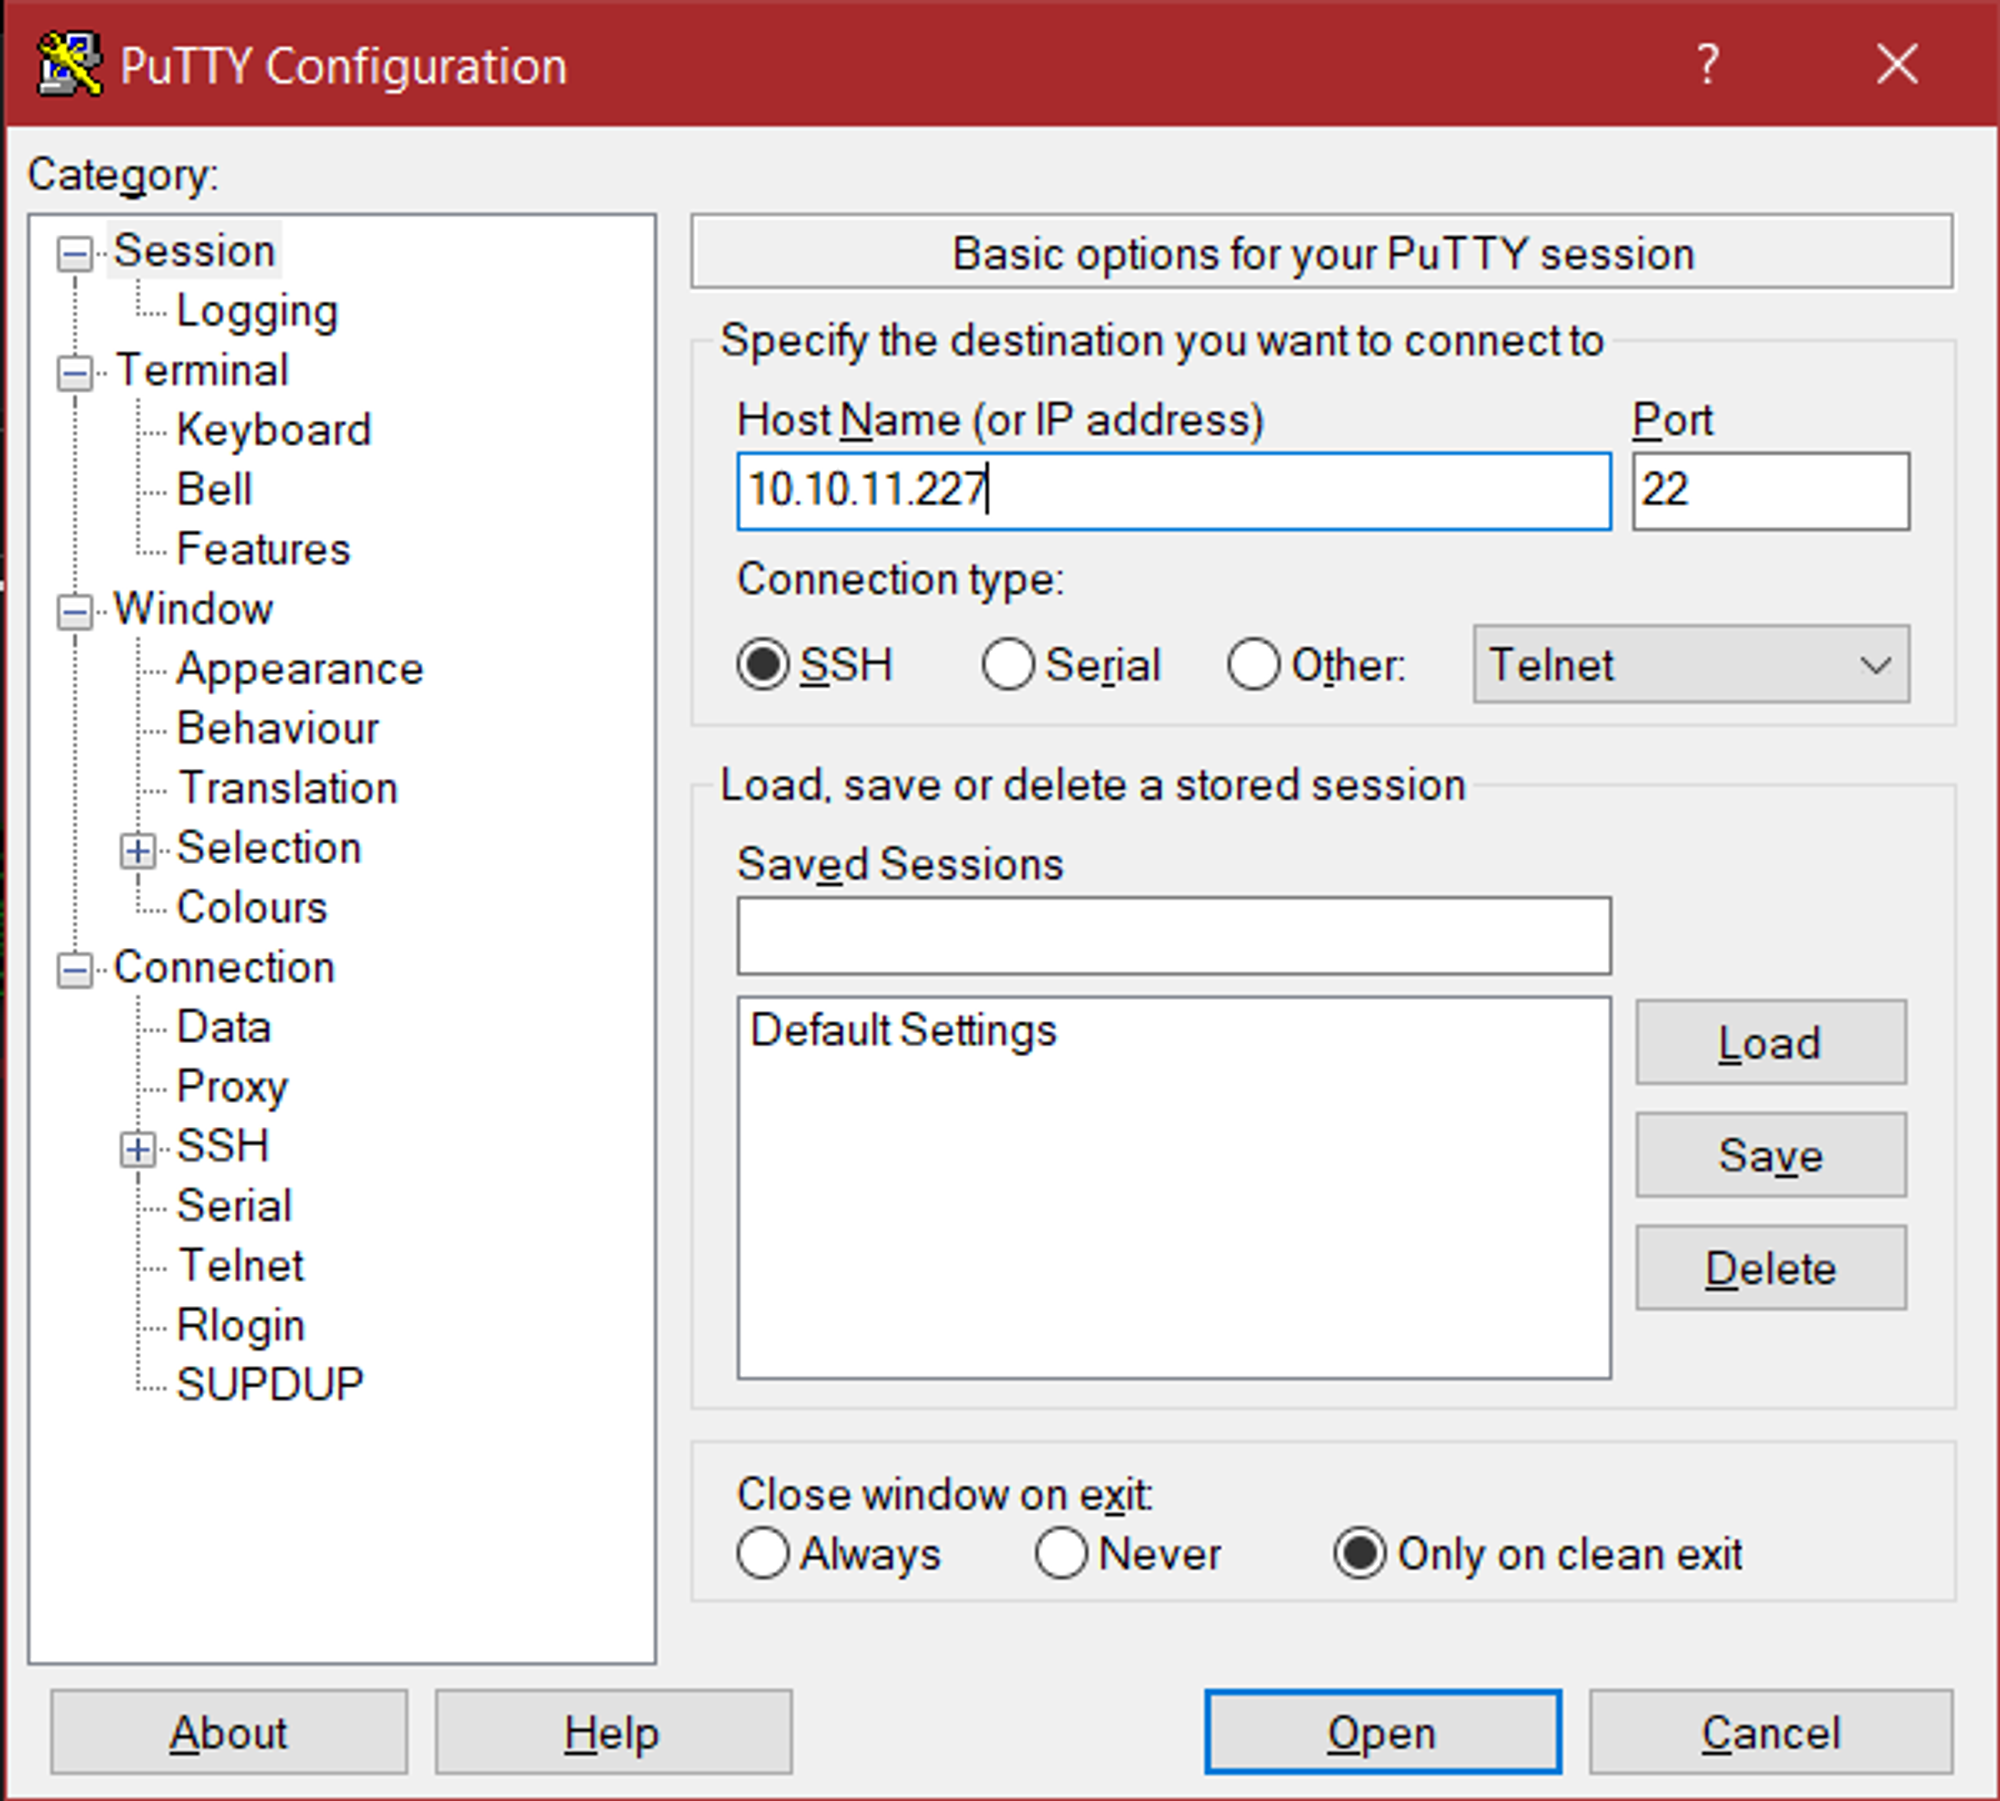 PuTTY Configuration
?
Category:
Session
Logging
Terminal
Keyboard
Bell
Features
Window
Appearance
Behaviour
Translation
Selection
Colours
Connection
Data
Proxy
SSH
Serial
Telnet
Rlogin
SUPDUP
Basic options for your PuTTY session
Specify the destination you want to connect to
Host Name (or IP address) Port
10.10.11.227 22
Connection type:
SSH Serial Other: Telnet
Load, save or delete a stored session
Saved Sessions
Default Settings
Load
Save
Delete
Close window on exit:
Always Never Only on clean exit
About Help Open Cancel